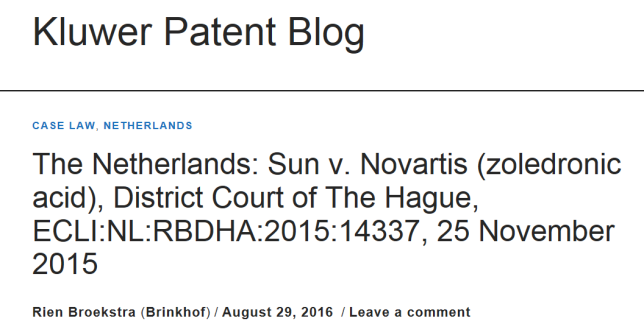 Kluwer Patent Blog
CASE LAW, NETHERLANDS
The Netherlands: Sun v. Novartis (zoledronic
acid), District Court of The Hague,
ECLI:NL:RBDHA:2015:14337, 25 November
2015
Rien Broekstra (Brinkhof) / August 29, 2016 / Leave a comment